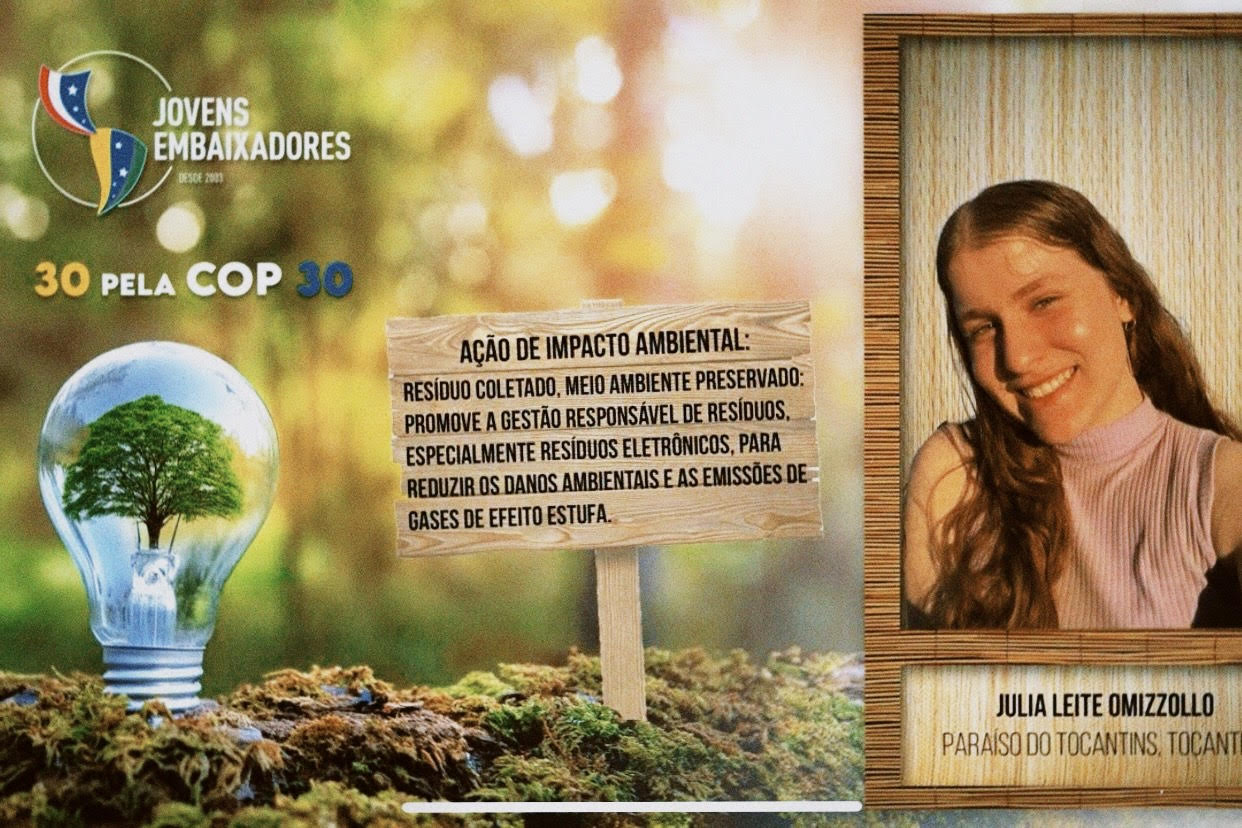 JOVENS
EMBAIXADORES
DESDE 2003
30 PELA COP 30
AÇÃO DE IMPACTO AMBIENTAL:
RESÍDUO COLETADO, MEIO AMBIENTE PRESERVADO:
PROMOVE A GESTÃO RESPONSÁVEL DE RESÍDUOS,
ESPECIALMENTE RESÍDUOS ELETRÔNICOS, PARA
REDUZIR OS DANOS AMBIENTAIS E AS EMISSÕES DE
GASES DE EFEITO ESTUFA.
JULIA LEITE OMIZZOLLO
PARAÍSO DO TOCANTINS, TOCANTI